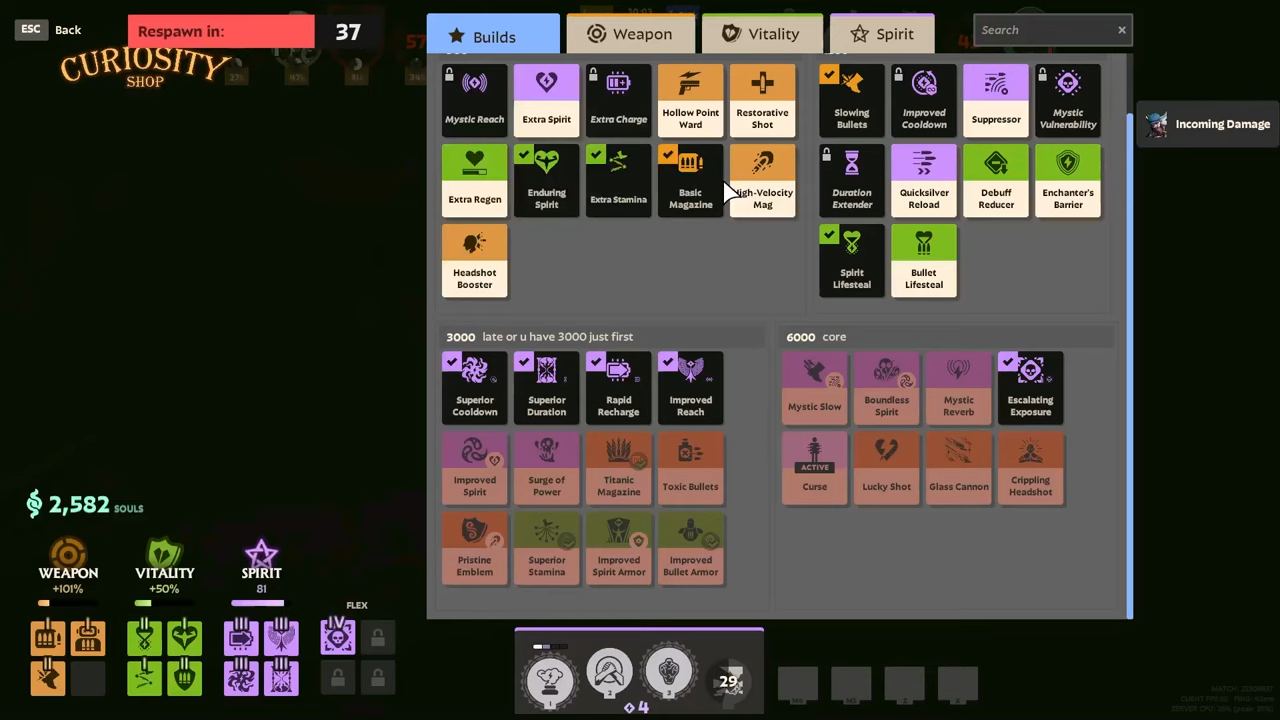 ESC Back
Respawn in: 37
CURIOSITY
SHOP
Builds
Weapon
Vitality
Spirit
Search
Incoming Damage
Mystic Reach
Extra Spirit
Extra Charge
Hollow Point Ward
Restorative Shot
Slowing Bullets
Improved Cooldown
Suppressor
Mystic Vulnerability
Extra Regen
Enduring Spirit
Extra Stamina
Basic Magazine
High-Velocity Mag
Duration Extender
Quicksilver Reload
Debuff Reducer
Enchanter's Barrier
Headshot Booster
Spirit Lifesteal
Bullet Lifesteal
3000 late or u have 3000 just first
6000 core
Superior Cooldown
Superior Duration
Rapid Recharge
Improved Reach
Mystic Slow
Boundless Spirit
Mystic Reverb
Escalating Exposure
Improved Spirit
Surge of Power
Titanic Magazine
Toxic Bullets
ACTIVE
Curse
Lucky Shot
Glass Cannon
Crippling Headshot
Pristine Emblem
Superior Stamina
Improved Spirit Armor
Improved Bullet Armor
2,582 SOULS
WEAPON
+101%
VITALITY
+50%
SPIRIT
81
FLEX
IV
1
2
3
29
4